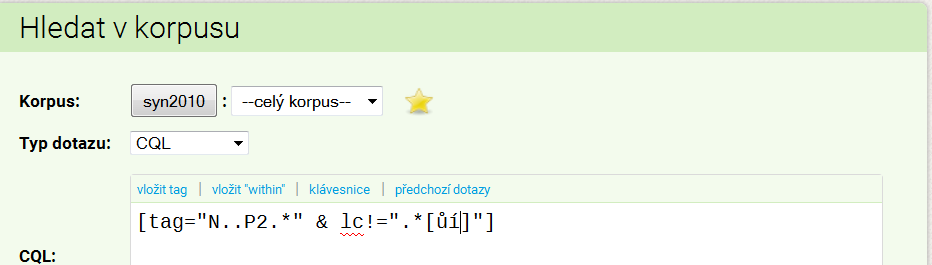 Hledat v korpusu
Korpus: syn2010 : --celý korpus--
Typ dotazu: CQL
vložit tag | vložit "within" | klávesnice | předchozí dotazy
[tag="N..P2.*" & lc!=".*[ůí]"]
CQL: